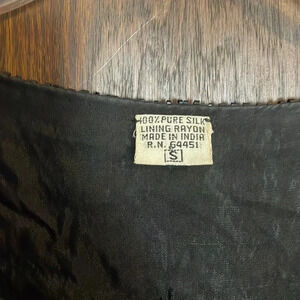 100% PURE SILK
LINING RAYON
MADE IN INDIA
R.N. 64451
S